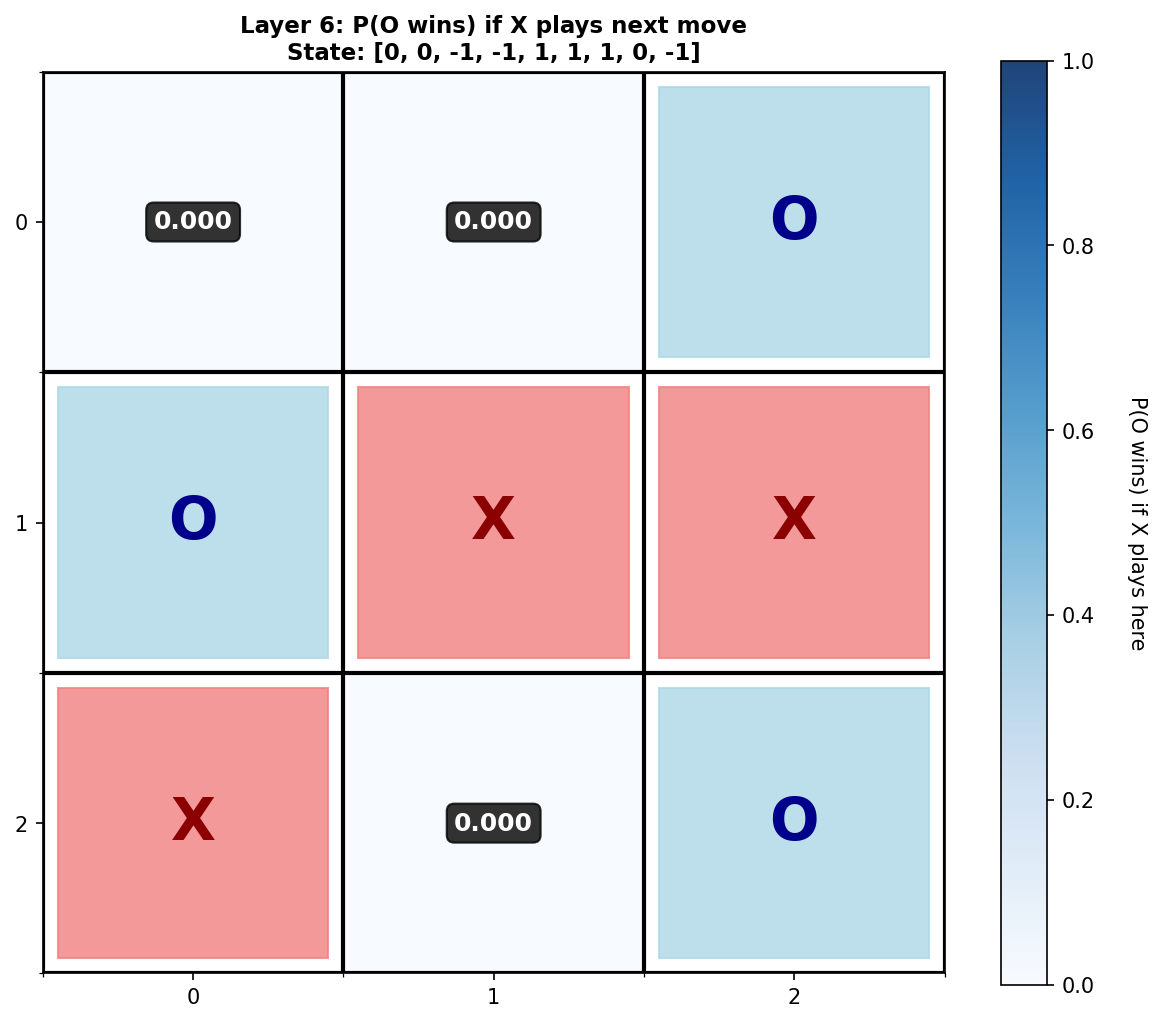 Layer 6: P(O wins) if X plays next move
State: [0, 0, -1, -1, 1, 1, 1, 0, -1]
0
0.000
0.000
O
1
O
X
X
2
X
0.000
O
0
1
2
1.0
0.8
0.6
0.4
0.2
0.0
P(O wins) if X plays here